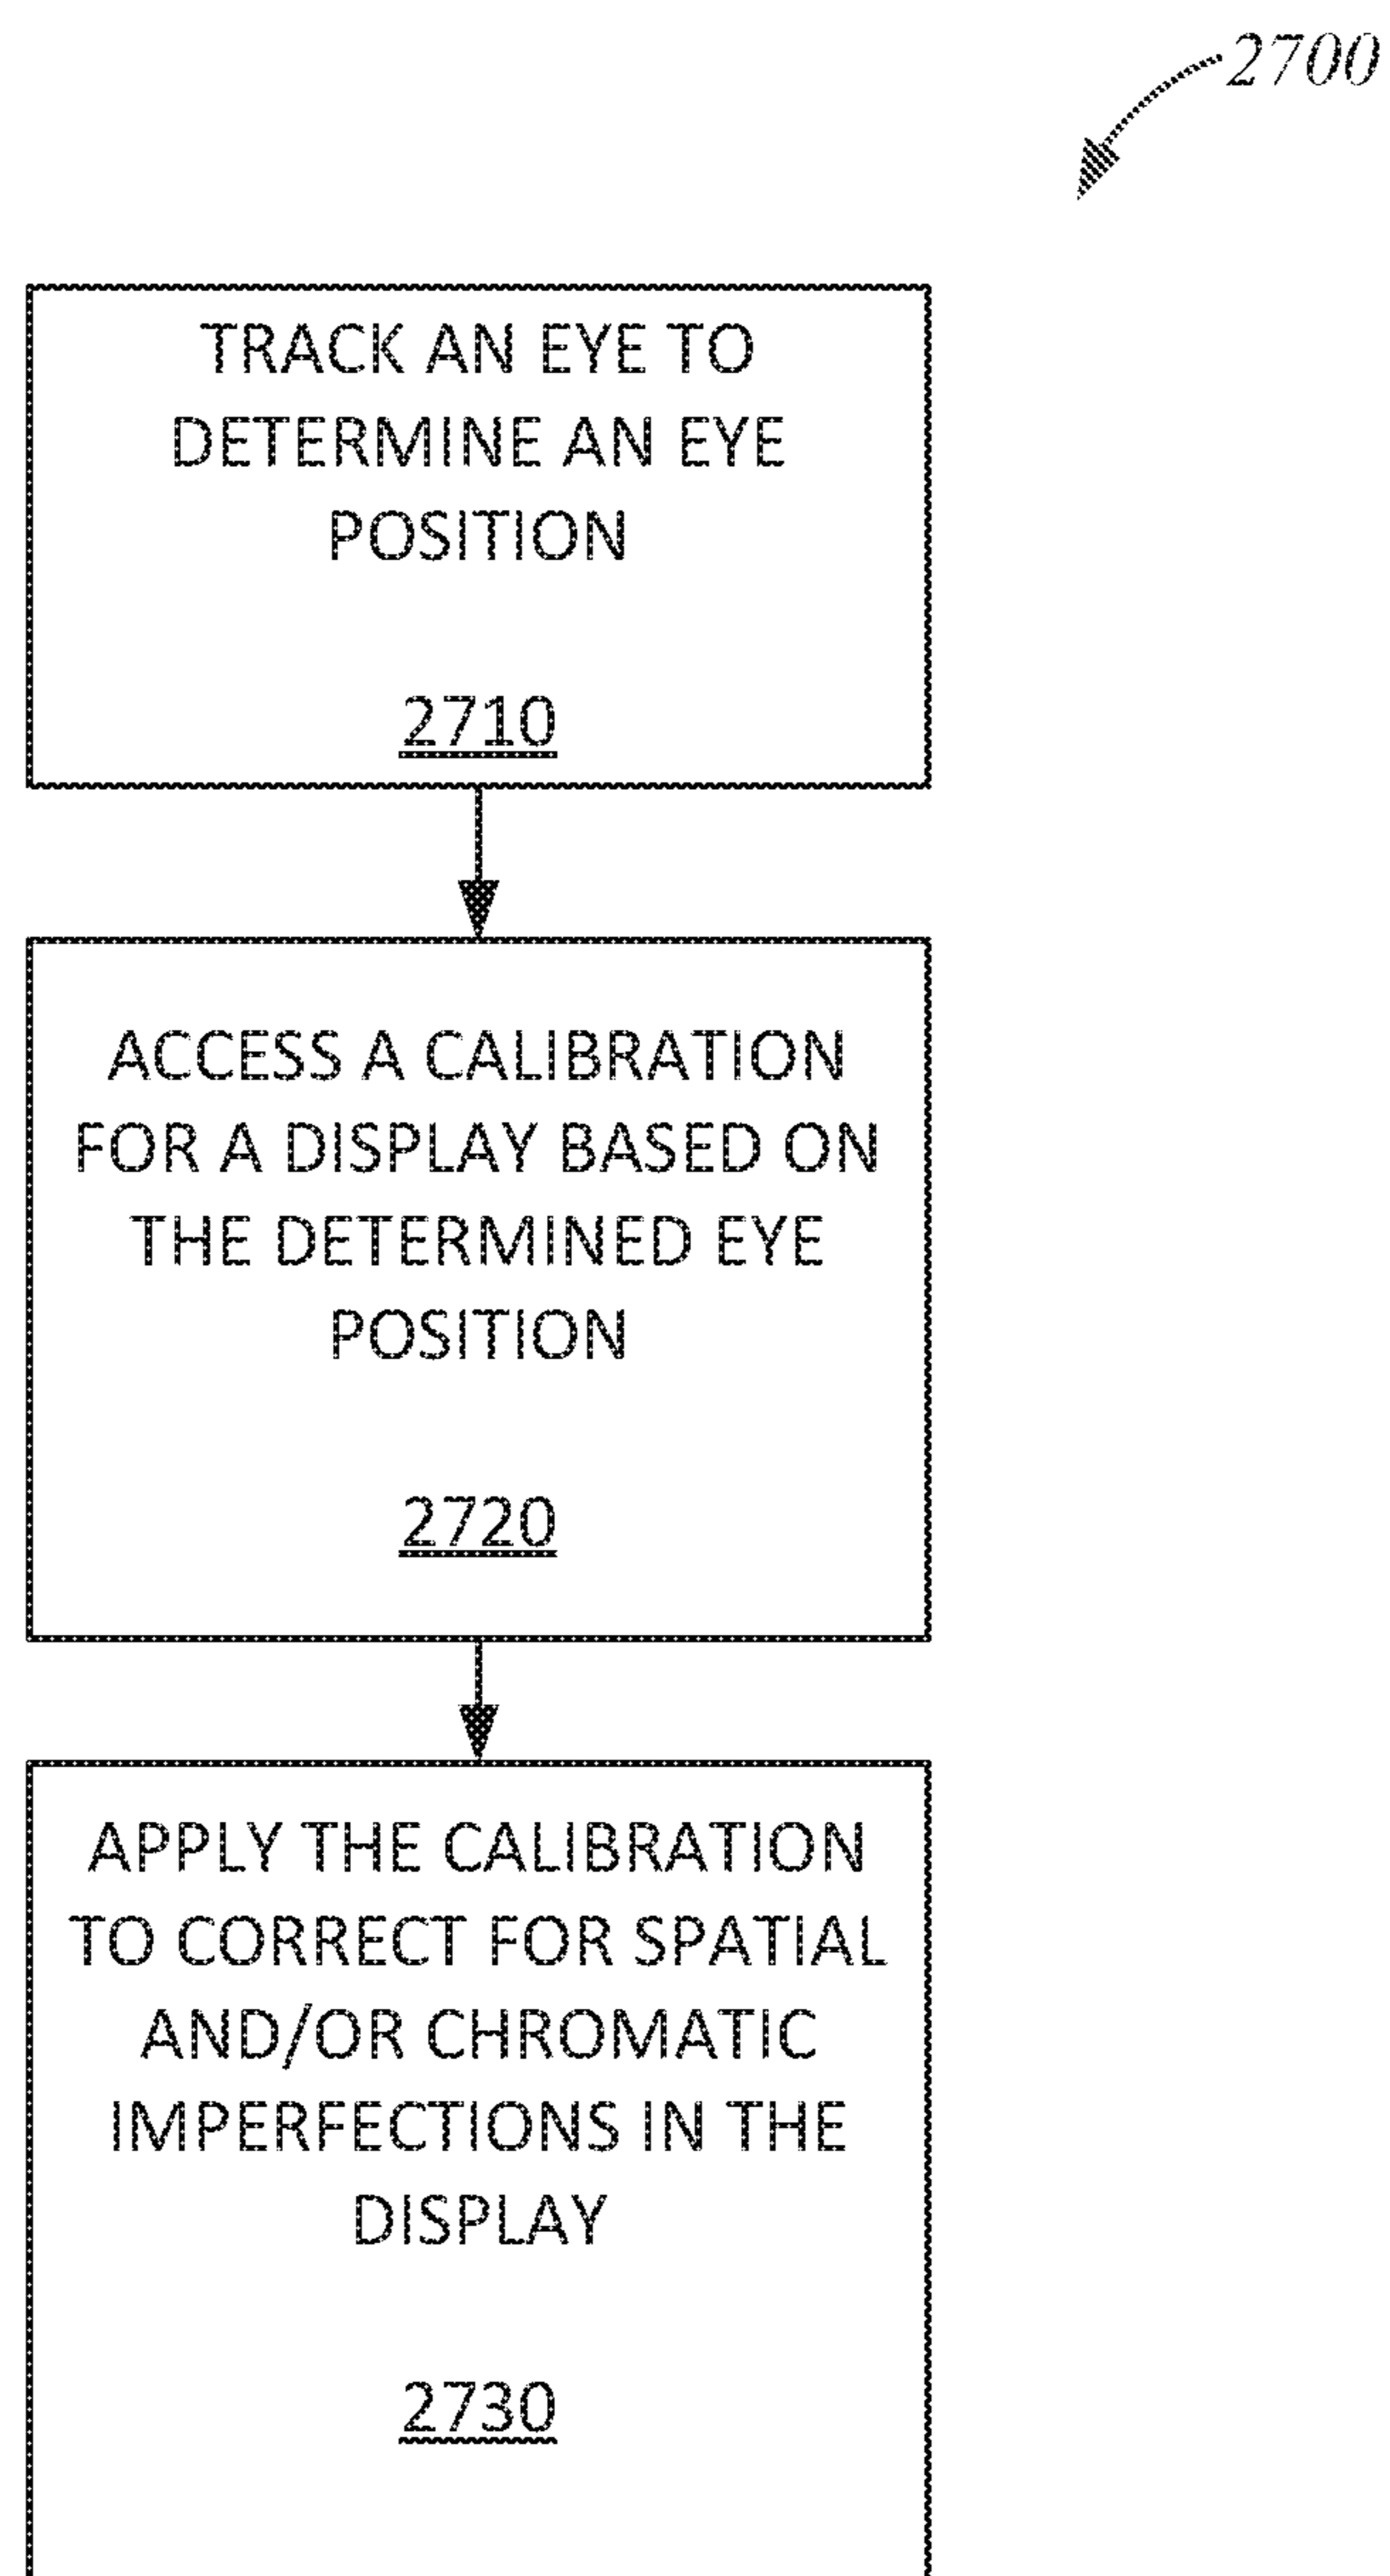 2700
TRACK AN EYE TO
DETERMINE AN EYE
POSITION
2710
ACCESS A CALIBRATION
FOR A DISPLAY BASED ON
THE DETERMINED EYE
POSITION
2720
APPLY THE CALIBRATION
TO CORRECT FOR SPATIAL
AND/OR CHROMATIC
IMPERFECTIONS IN THE
DISPLAY
2730